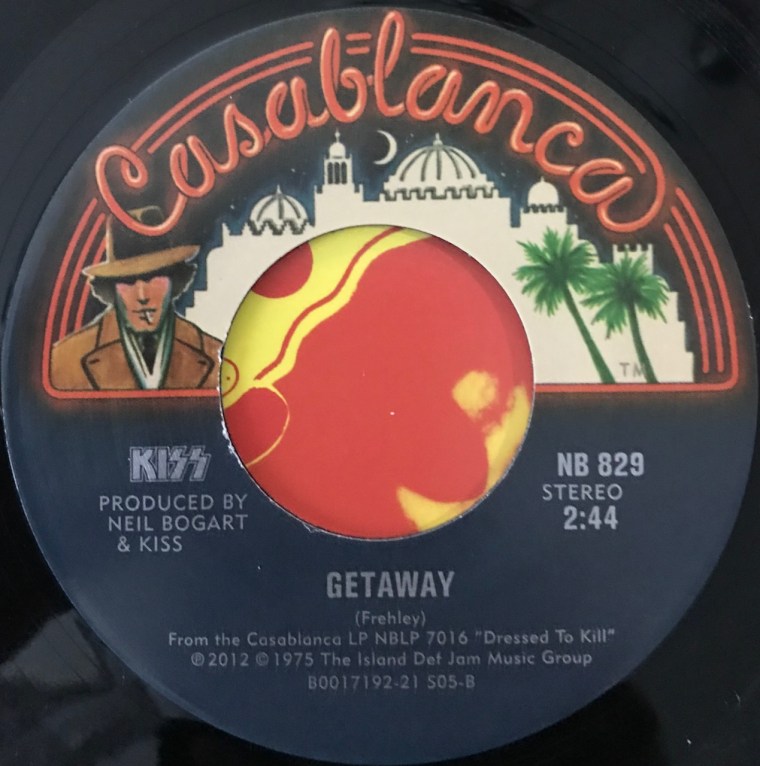 Casablanca
TM
KISS
PRODUCED BY
NEIL BOGART
& KISS
NB 829
STEREO
2:44
GETAWAY
(Frehley)
From the Casablanca LP NBLP 7016 "Dressed To Kill"
℗ 2012 © 1975 The Island Def Jam Music Group
B0017192-21 S05-B